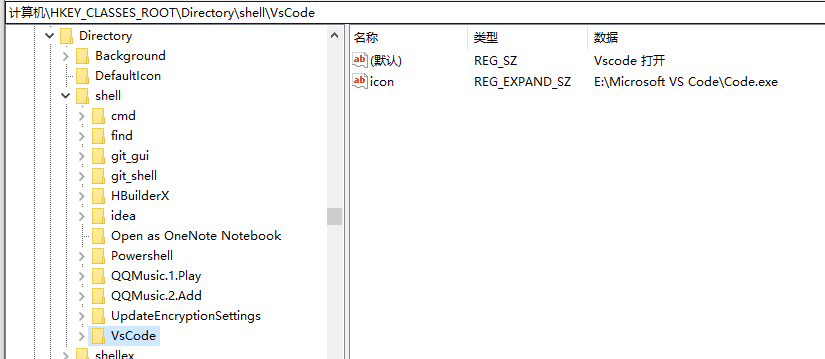 计算机\HKEY_CLASSES_ROOT\Directory\shell\VsCode
Directory
Background
DefaultIcon
shell
cmd
find
git_gui
git_shell
HBuilderX
idea
Open as OneNote Notebook
Powershell
QQMusic.1.Play
QQMusic.2.Add
UpdateEncryptionSettings
VsCode
shellex
名称 类型 数据
ab (默认) REG_SZ Vscode 打开
ab icon REG_EXPAND_SZ E:\Microsoft VS Code\Code.exe